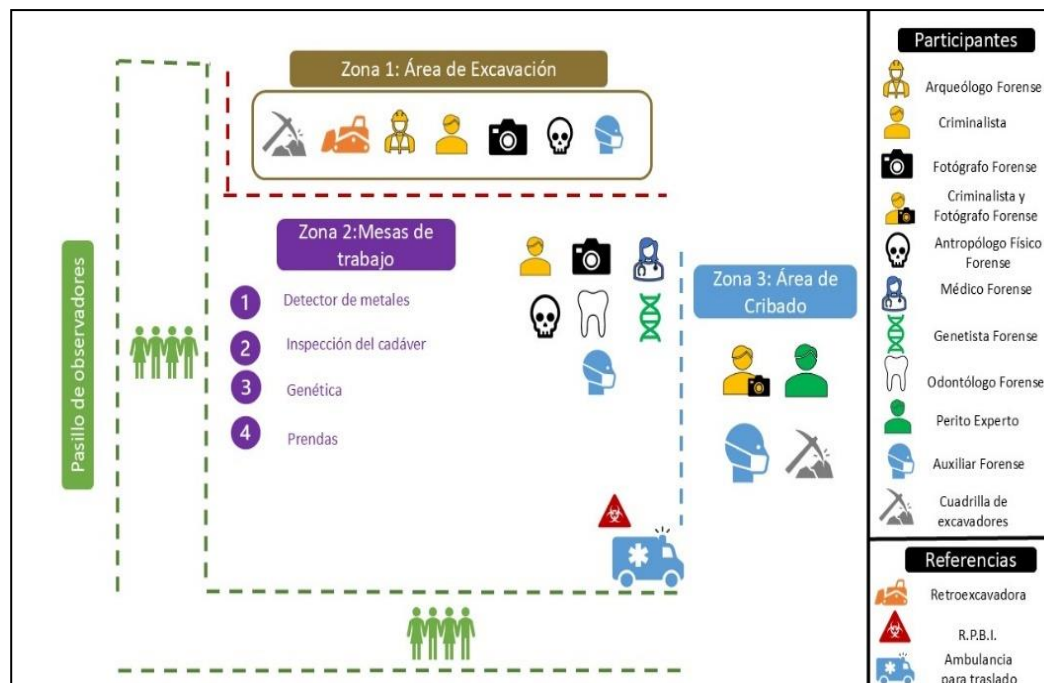 Zona 1: Área de Excavación
Zona 2:Mesas de
trabajo
1 Detector de metales
2 Inspección del cadáver
3 Genética
4 Prendas
Pasillo de observadores
Zona 3: Área de
Cribado
Participantes
Arqueólogo Forense
Criminalista
Fotógrafo Forense
Criminalista y
Fotógrafo Forense
Antropólogo Físico
Forense
Médico Forense
Genetista Forense
Odontólogo Forense
Perito Experto
Auxiliar Forense
Cuadrilla de
excavadores
Referencias
Retroexcavadora
R.P.B.I.
Ambulancia
para traslado